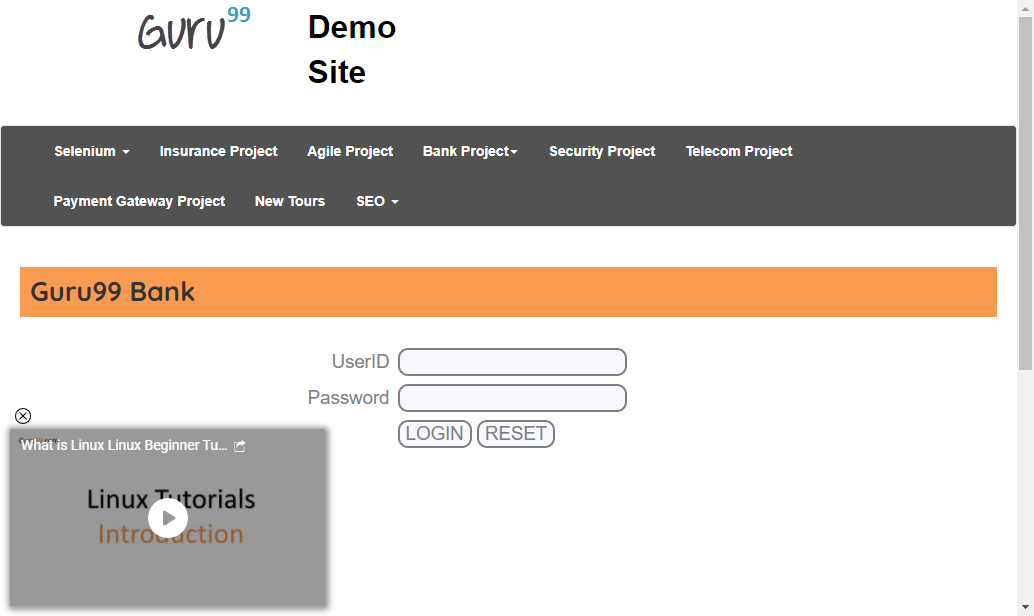 Guru99
Demo
Site
Selenium Insurance Project Agile Project Bank Project Security Project Telecom Project
Payment Gateway Project New Tours SEO
Guru99 Bank
UserID
Password
LOGIN RESET
What is Linux Linux Beginner Tu...
Linux Tutorials
Introduction